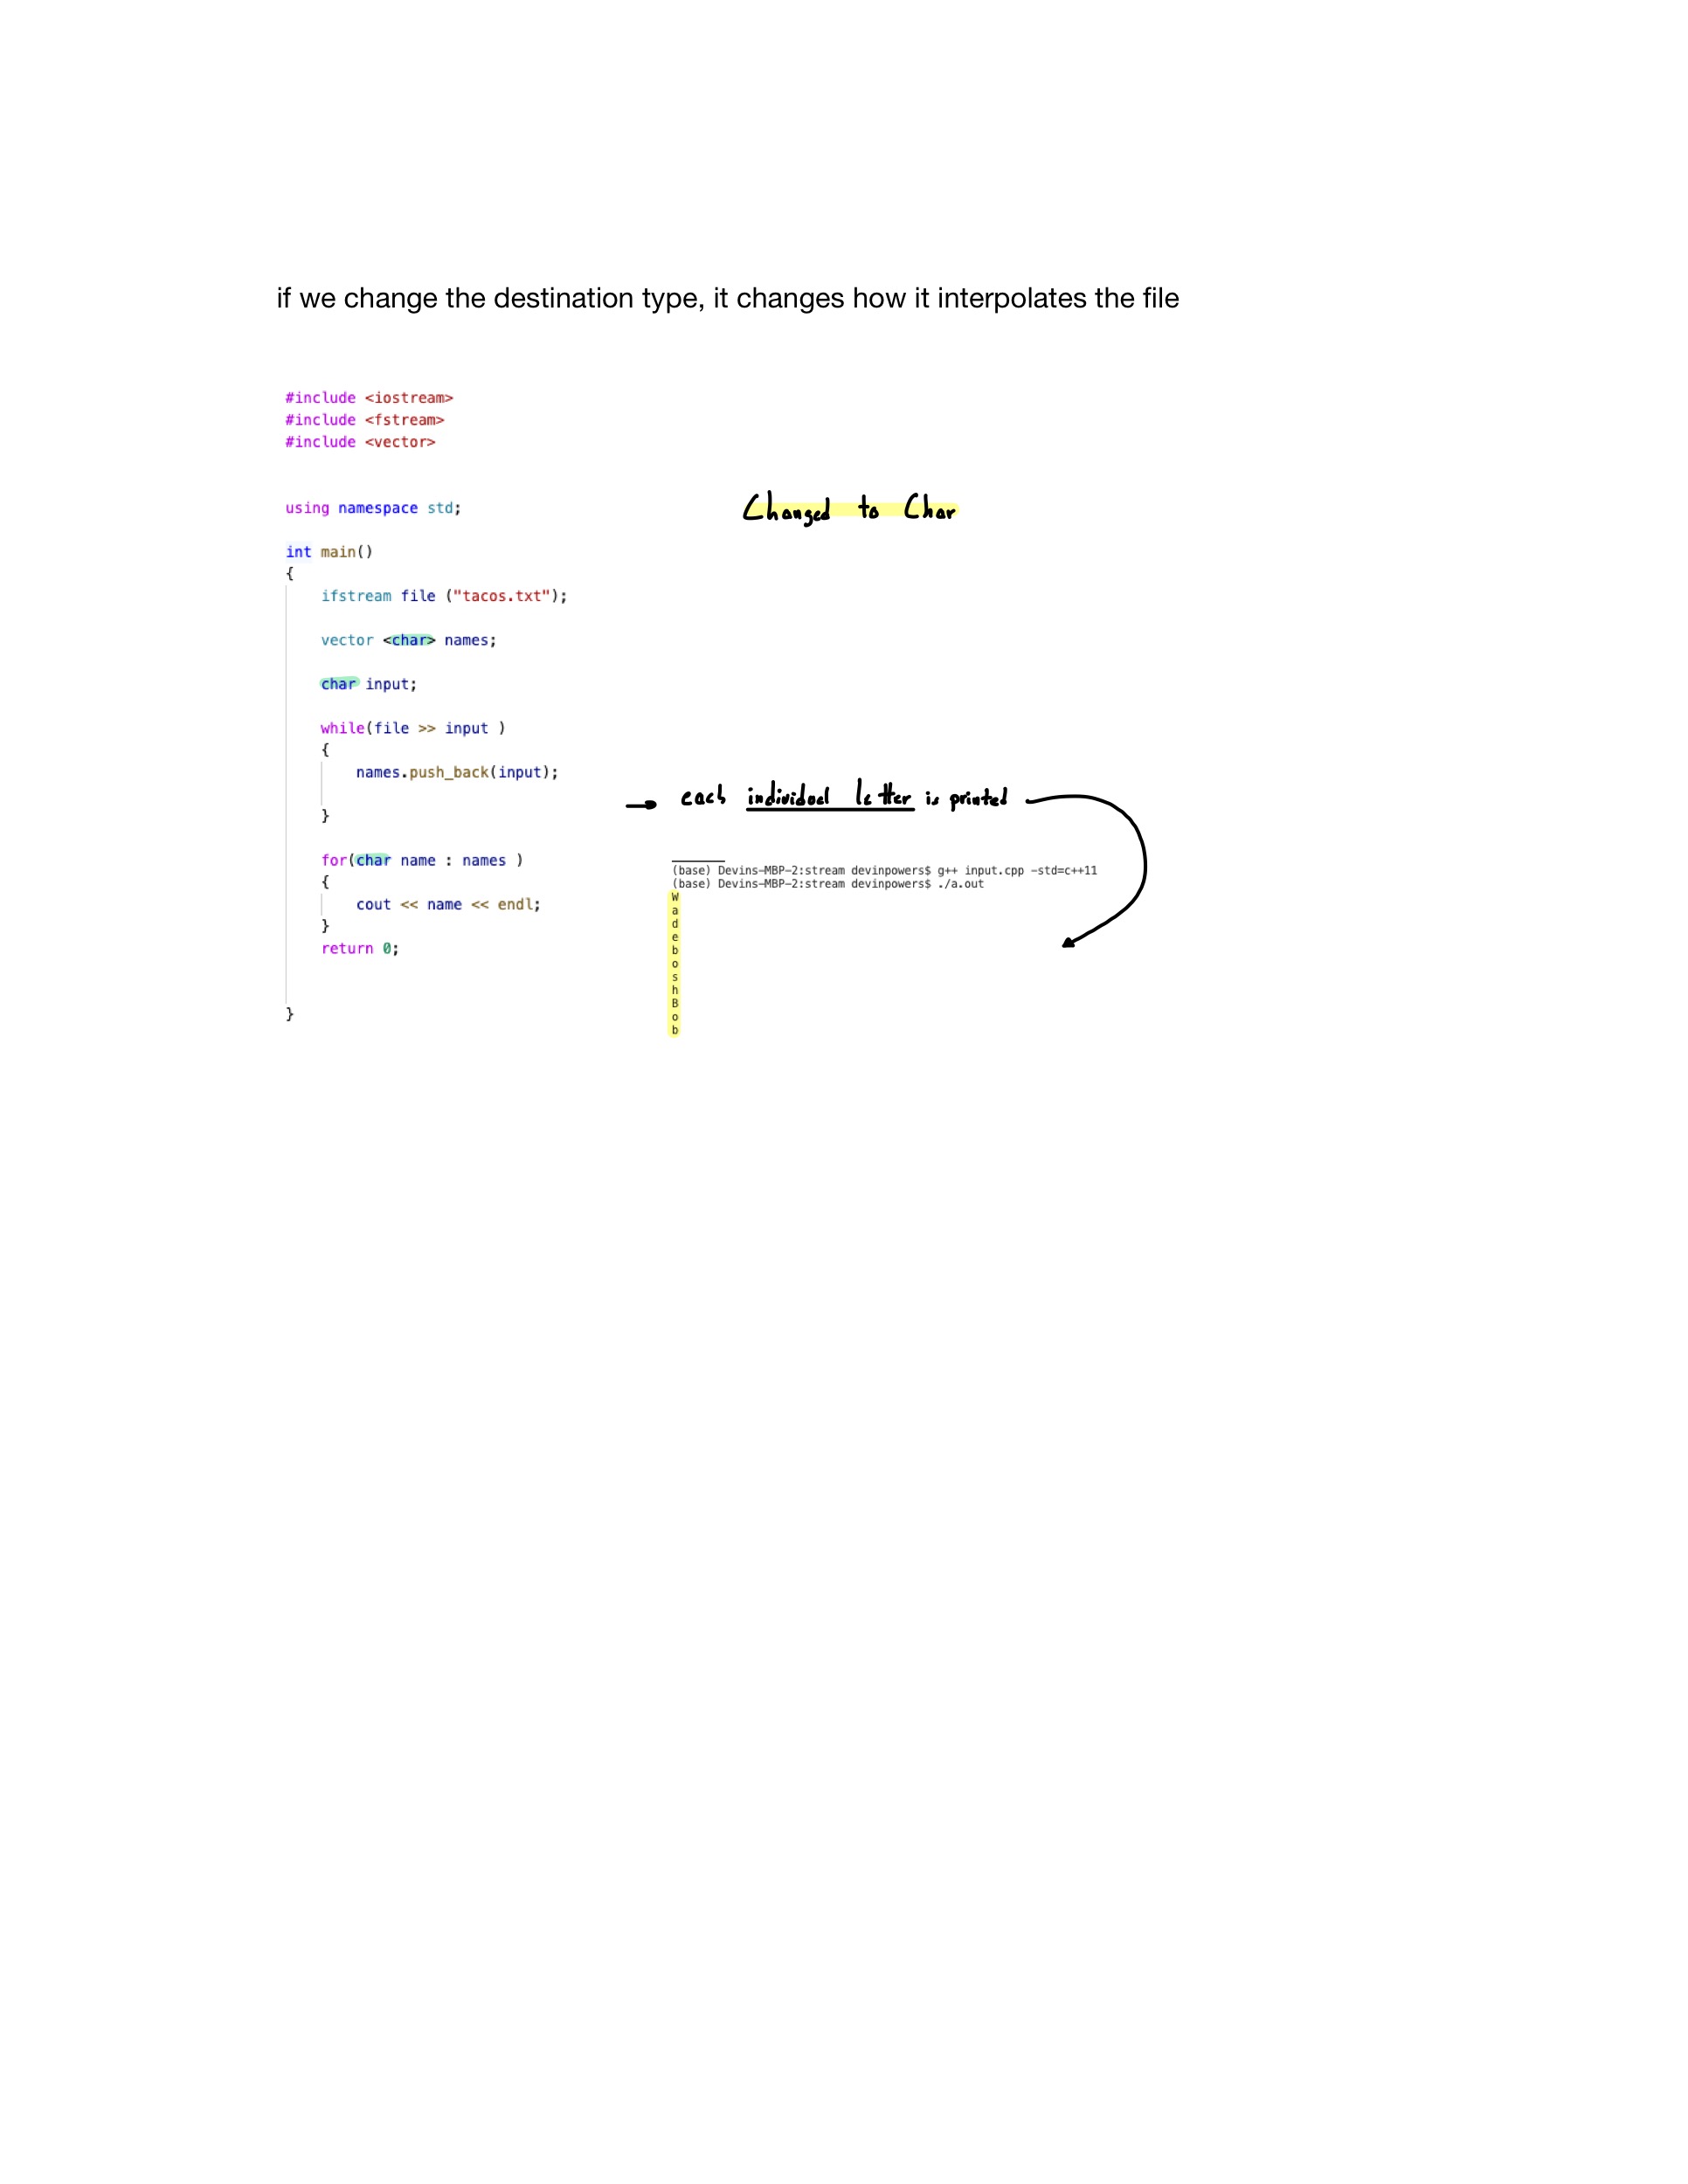 if we change the destination type, it changes how it interpolates the file
#include <iostream>
#include <fstream>
#include <vector>
using namespace std;
Changed to Char
int main()
{
ifstream file ("tacos.txt");
vector <char> names;
char input;
while(file >> input )
{
names.push_back(input);
}
→ each individual letter is printed
for(char name : names )
{
cout << name << endl;
}
return 0;
}
(base) Devins-MBP-2:stream devinpowers$ g++ input.cpp -std=c++11
(base) Devins-MBP-2:stream devinpowers$ ./a.out
W
a
d
e
b
o
s
h
B
o
b